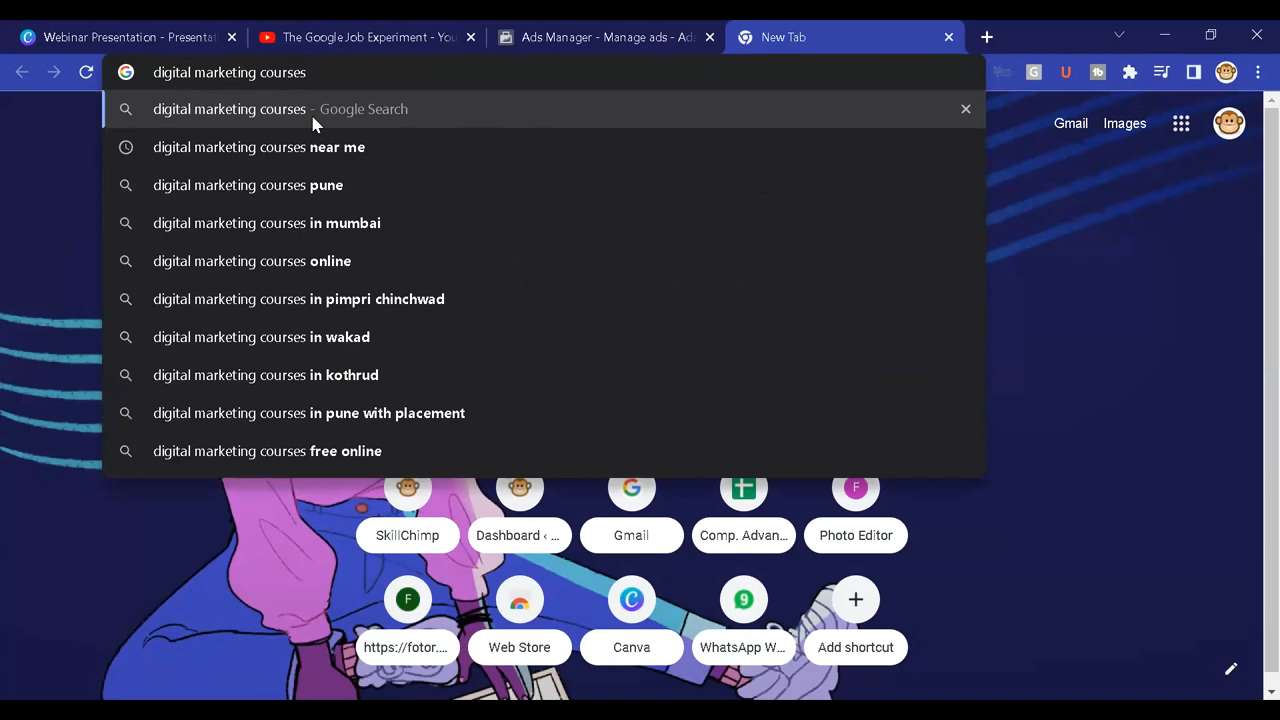 Webinar Presentation - Presentat
The Google Job Experiment - You
Ads Manager - Manage ads - Ads
New Tab
digital marketing courses
G U tb
digital marketing courses - Google Search
Gmail Images
digital marketing courses near me
digital marketing courses pune
digital marketing courses in mumbai
digital marketing courses online
digital marketing courses in pimpri chinchwad
digital marketing courses in wakad
digital marketing courses in kothrud
digital marketing courses in pune with placement
digital marketing courses free online
F
SkillChimp
Dashboard ‹ ...
Gmail
Comp. Advan...
Photo Editor
F
https://fotor....
Web Store
Canva
WhatsApp W...
Add shortcut